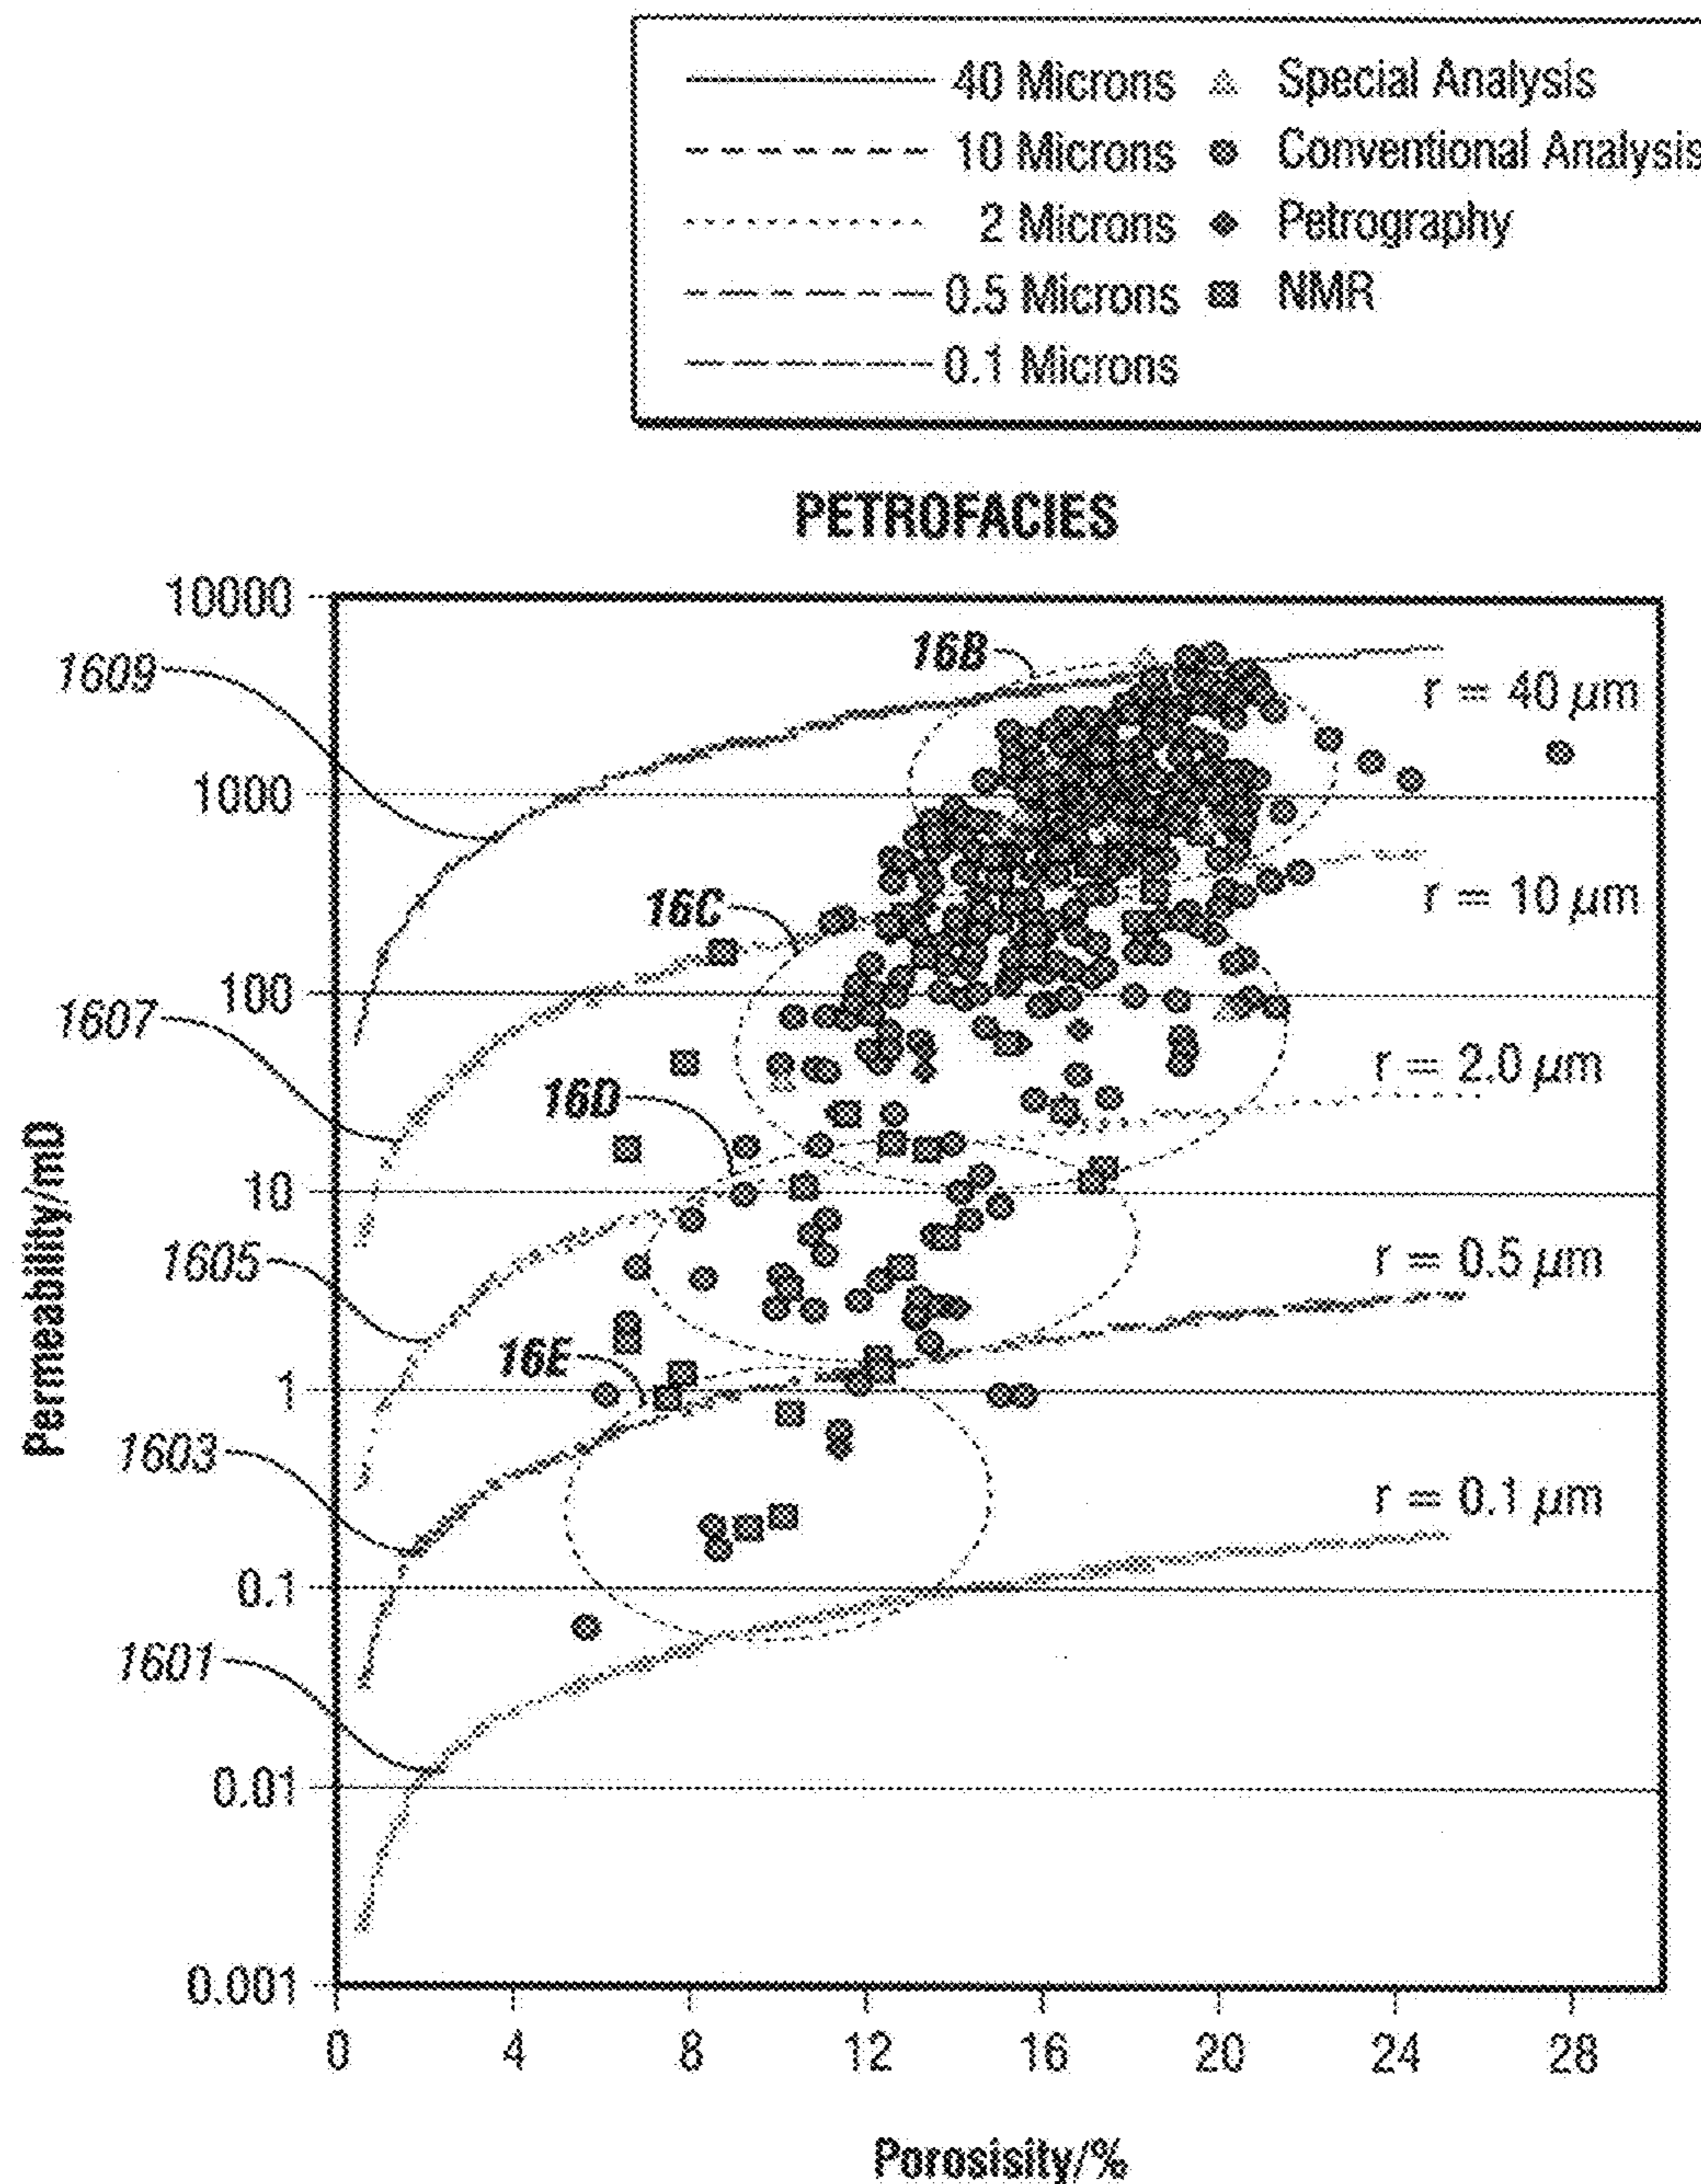 40 Microns Special Analysis
10 Microns Conventional Analysis
2 Microns Petrography
0.5 Microns NMR
0.1 Microns
PETROFACIES
10000
1609
16B
r = 40 µm
1000
16C
r = 10 µm
100
1607
r = 2.0 µm
16D
Permeability/mD
10
1605
r = 0.5 µm
16E
1
1603
r = 0.1 µm
0.1
1601
0.01
0.001
0 4 8 12 16 20 24 28
Porosisity/%